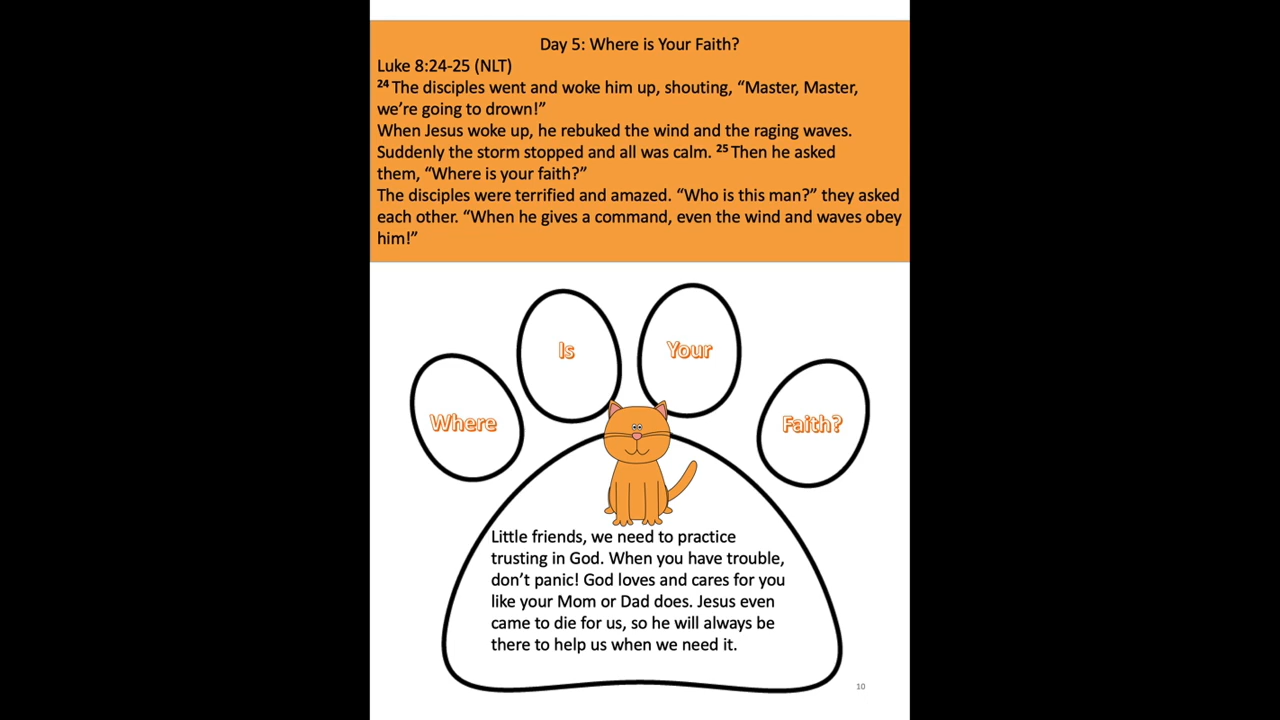 Day 5: Where is Your Faith?
Luke 8:24-25 (NLT)
24 The disciples went and woke him up, shouting, “Master, Master,
we’re going to drown!”
When Jesus woke up, he rebuked the wind and the raging waves.
Suddenly the storm stopped and all was calm. 25 Then he asked
them, “Where is your faith?”
The disciples were terrified and amazed. “Who is this man?” they asked
each other. “When he gives a command, even the wind and waves obey
him!”
Where
Is
Your
Faith?
Little friends, we need to practice
trusting in God. When you have trouble,
don’t panic! God loves and cares for you
like your Mom or Dad does. Jesus even
came to die for us, so he will always be
there to help us when we need it.
10